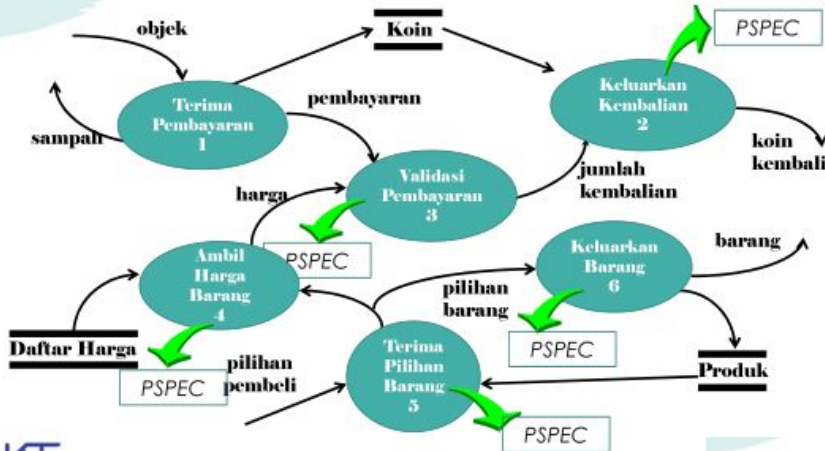 objek
Koin
PSPEC
Terima
Pembayaran
1
pembayaran
Keluarkan
Kembalian
2
sampah
koin
kembali
Validasi
Pembayaran
3
jumlah
kembalian
harga
PSPEC
Ambil
Harga
Barang
4
Keluarkan
Barang
6
barang
pilihan
barang
PSPEC
Daftar Harga
PSPEC
pilihan
pembeli
Terima
Pilihan
Barang
5
Produk
PSPEC